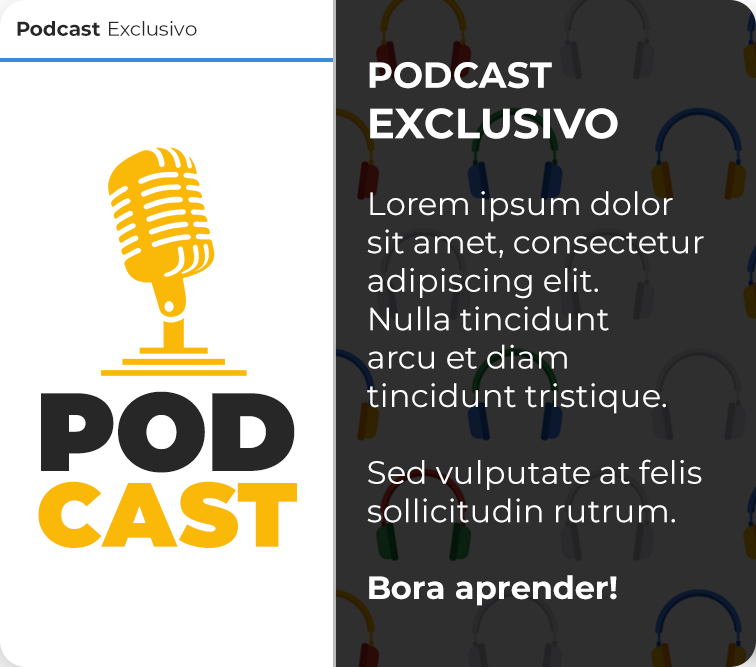 Podcast Exclusivo
POD
CAST
PODCAST
EXCLUSIVO
Lorem ipsum dolor
sit amet, consectetur
adipiscing elit.
Nulla tincidunt
arcu et diam
tincidunt tristique.
Sed vulputate at felis
sollicitudin rutrum.
Bora aprender!